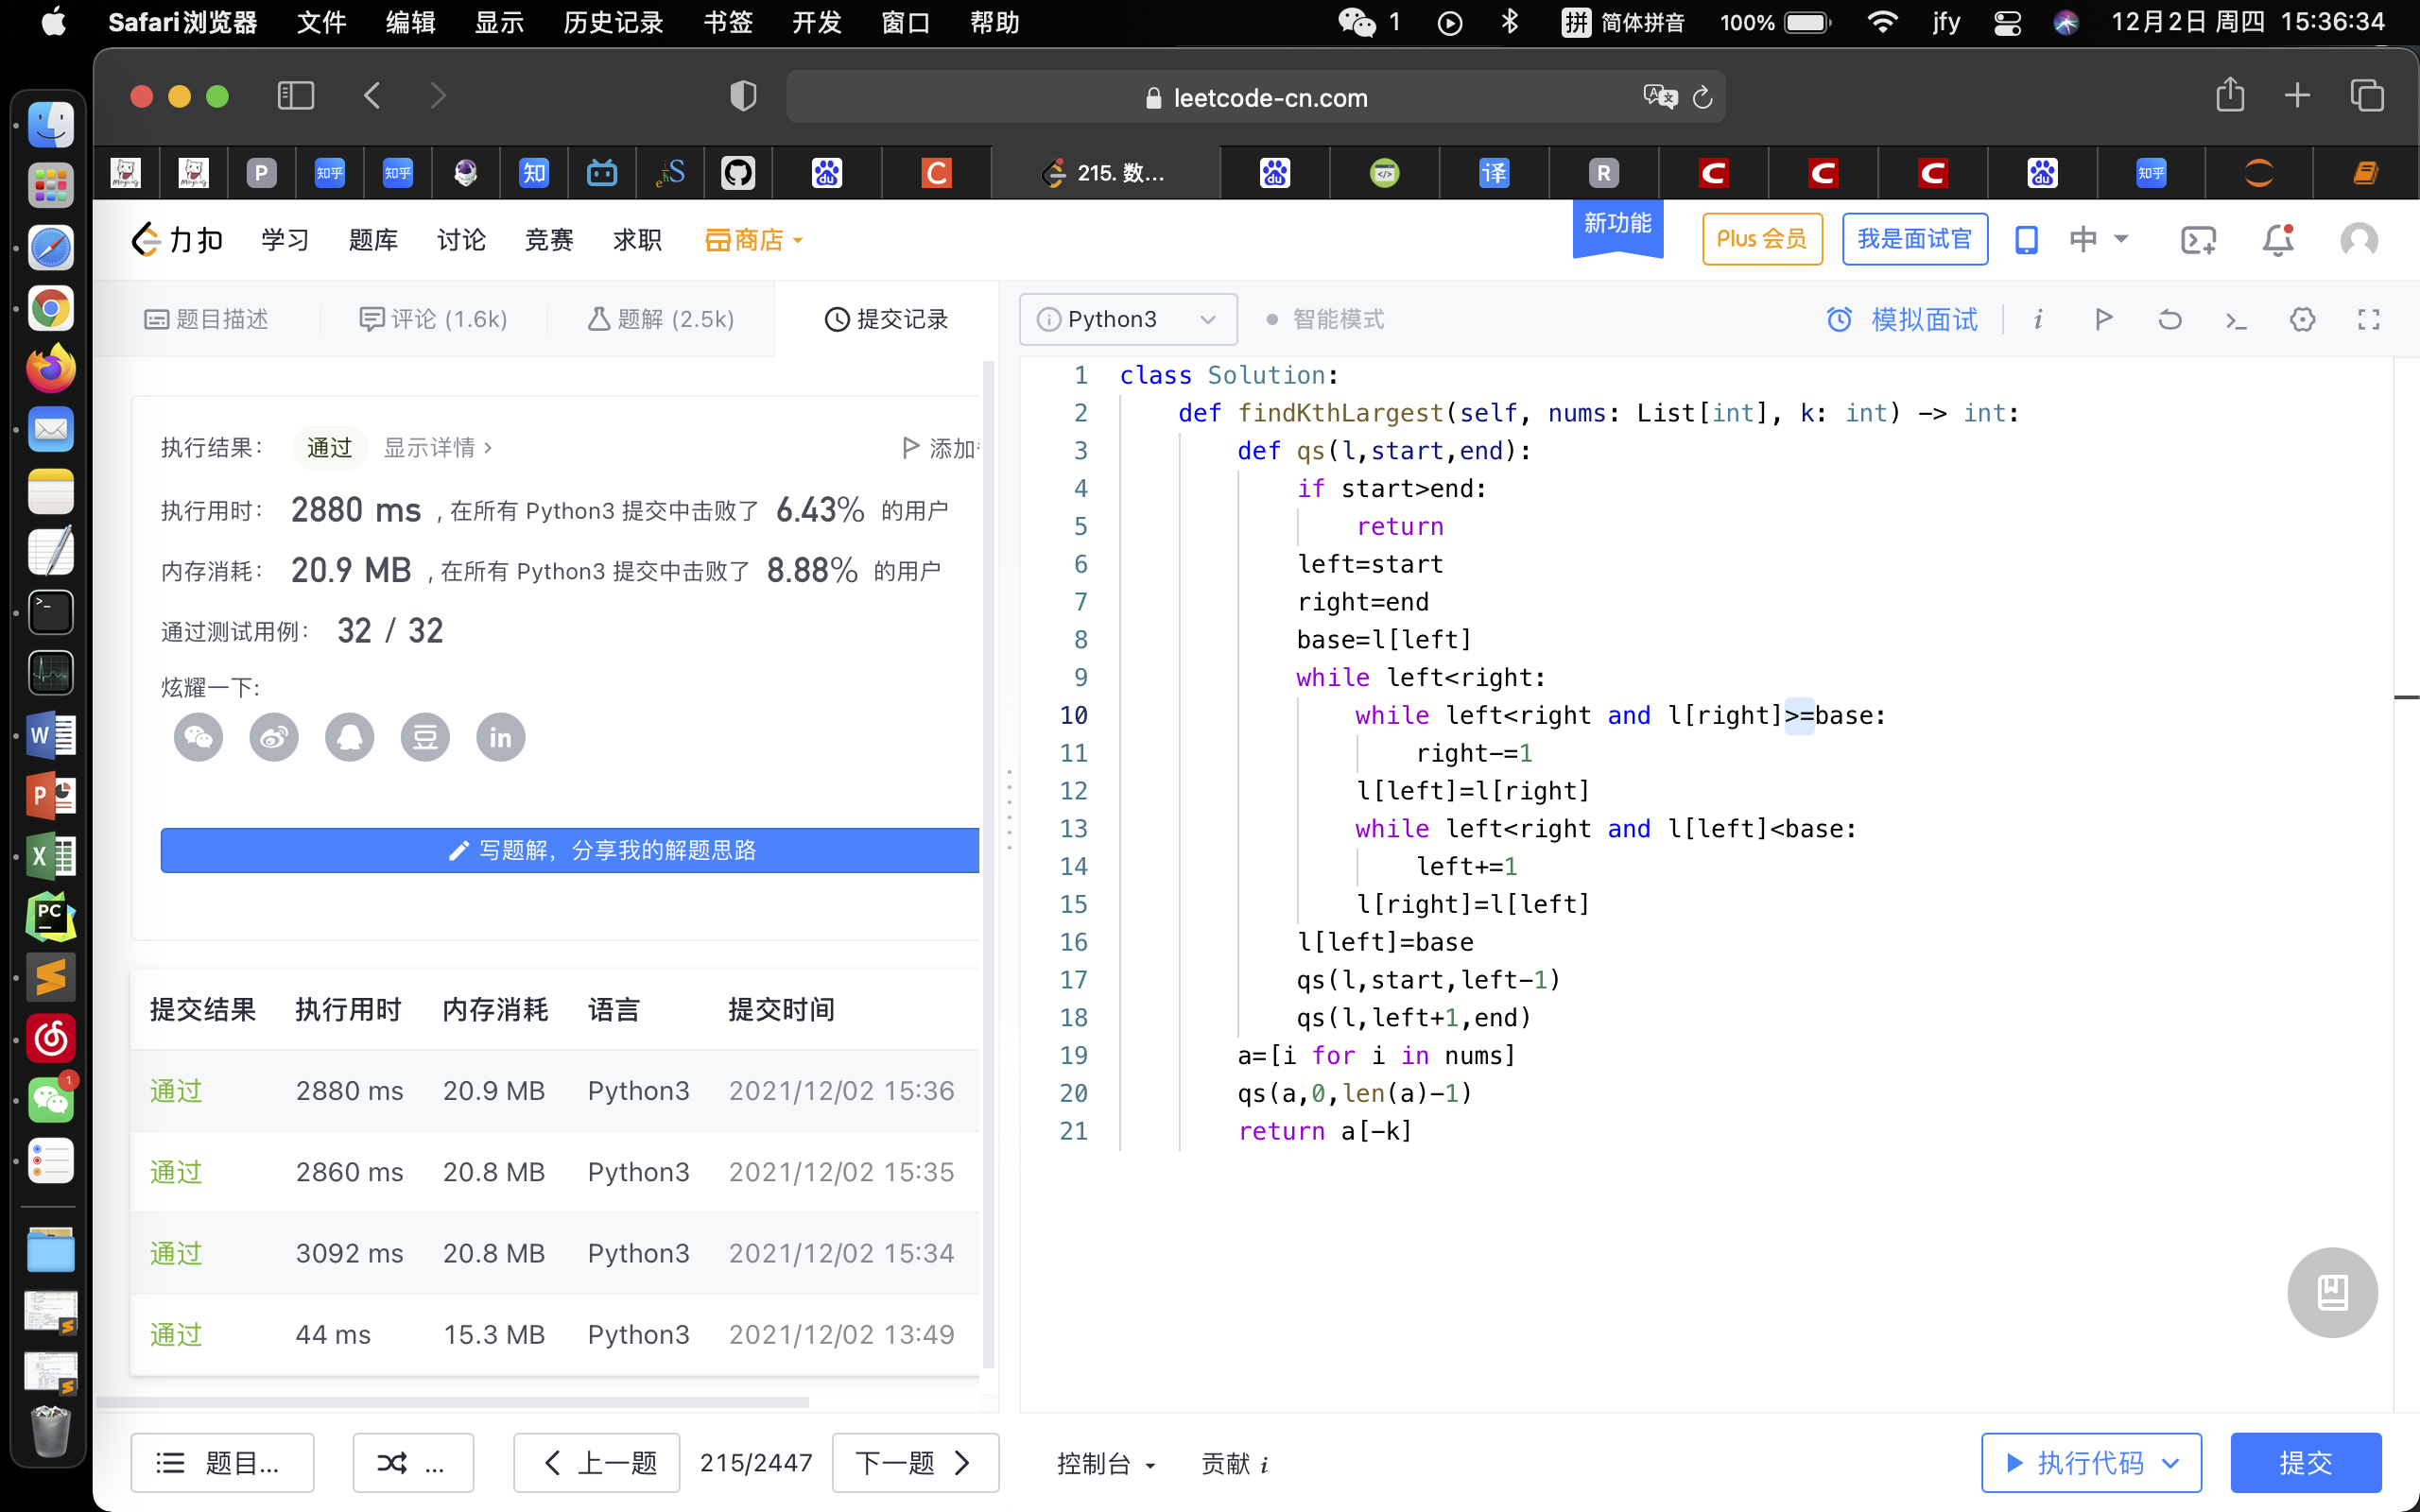 Safari浏览器 文件 编辑 显示 历史记录 书签 开发 窗口 帮助 1 拼 简体拼音 100% jfy 12月2日 周四 15:36:34
leetcode-cn.com
P 知乎 知乎 知 C 215. 数... 译 R 知乎
力扣 学习 题库 讨论 竞赛 求职 商店 新功能 Plus 会员 我是面试官 中
题目描述 评论 (1.6k) 题解 (2.5k) 提交记录
执行结果： 通过 显示详情 > 添加
执行用时： 2880 ms , 在所有 Python3 提交中击败了 6.43% 的用户
内存消耗： 20.9 MB , 在所有 Python3 提交中击败了 8.88% 的用户
通过测试用例： 32 / 32
炫耀一下:
写题解，分享我的解题思路
提交结果 执行用时 内存消耗 语言 提交时间
通过 2880 ms 20.9 MB Python3 2021/12/02 15:36
通过 2860 ms 20.8 MB Python3 2021/12/02 15:35
通过 3092 ms 20.8 MB Python3 2021/12/02 15:34
通过 44 ms 15.3 MB Python3 2021/12/02 13:49
题目... ... 上一题 215/2447 下一题
Python3 智能模式 模拟面试 i
1 class Solution:
2 def findKthLargest(self, nums: List[int], k: int) -> int:
3 def qs(l,start,end):
4 if start>end:
5 return
6 left=start
7 right=end
8 base=l[left]
9 while left<right:
10 while left<right and l[right]>=base:
11 right-=1
12 l[left]=l[right]
13 while left<right and l[left]<base:
14 left+=1
15 l[right]=l[left]
16 l[left]=base
17 qs(l,start,left-1)
18 qs(l,left+1,end)
19 a=[i for i in nums]
20 qs(a,0,len(a)-1)
21 return a[-k]
控制台 贡献 i 执行代码 提交